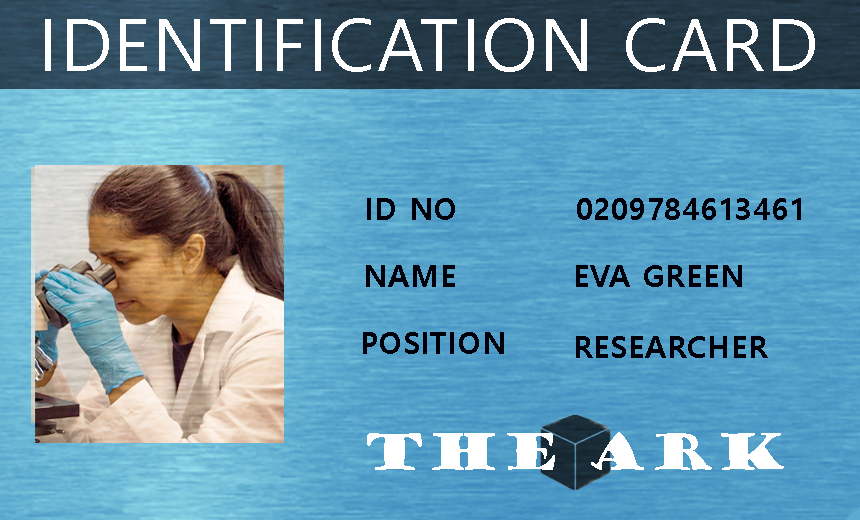 IDENTIFICATION CARD
ID NO 0209784613461
NAME EVA GREEN
POSITION RESEARCHER
THE ARK